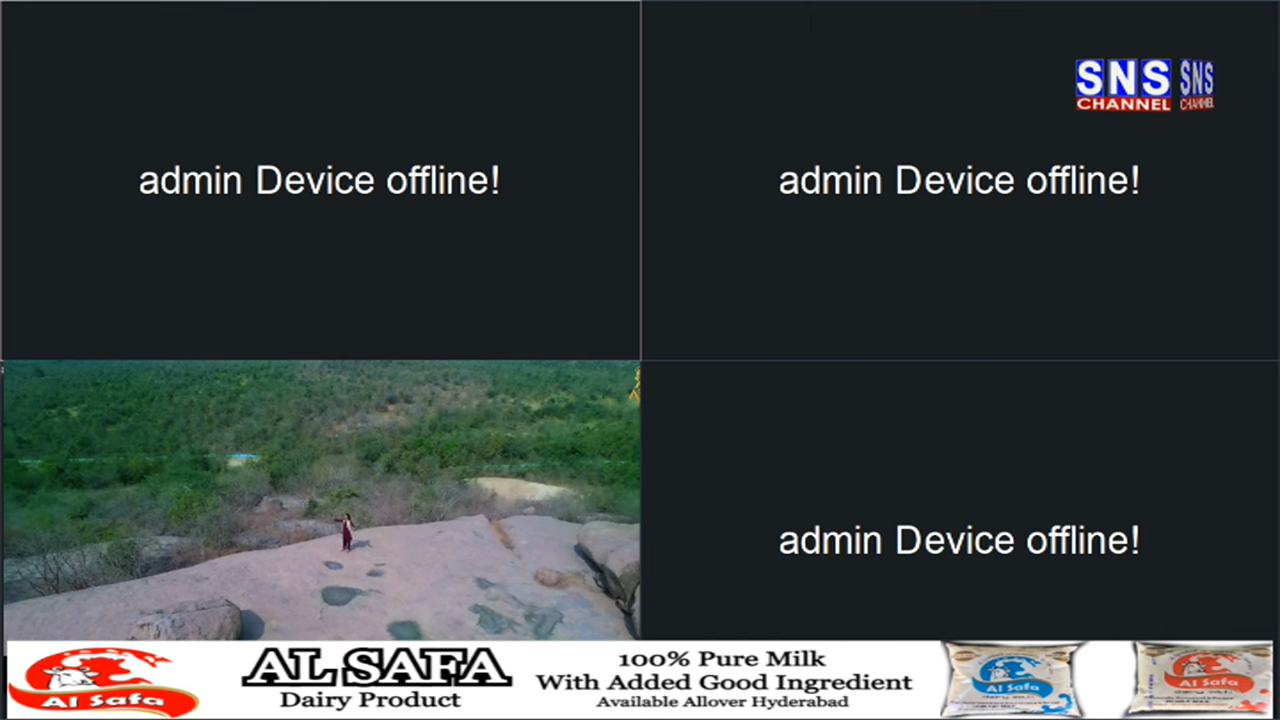 SNS SNS
CHANNEL CHANNEL
admin Device offline!
admin Device offline!
admin Device offline!
Al Safa
AL SAFA
Dairy Product
100% Pure Milk
With Added Good Ingredient
Available Allover Hyderabad
Al Safa
Al Safa